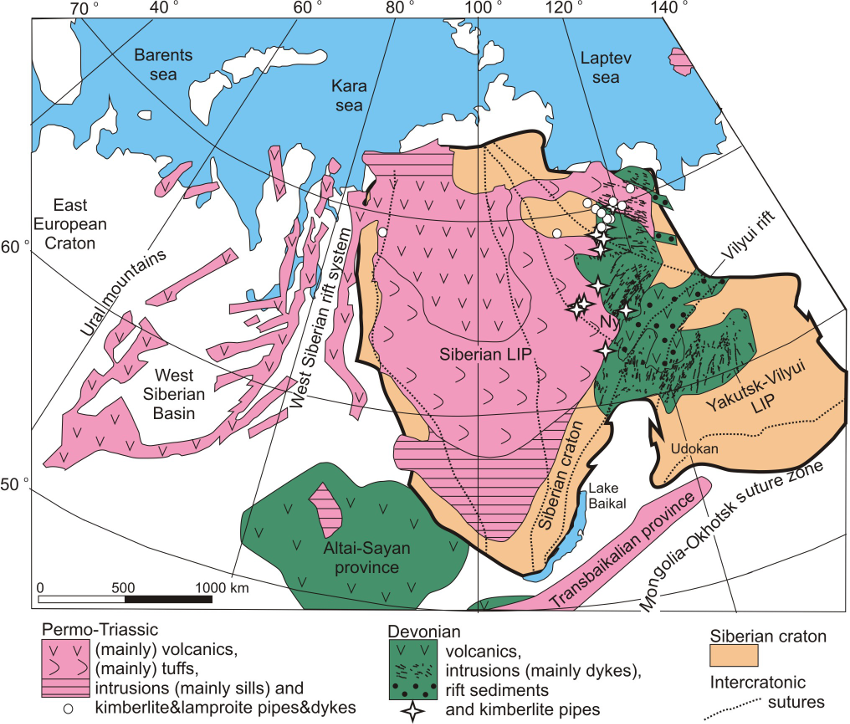 70 °
40 °
60 °
80 °
100 °
120 °
140 °
Barents
sea
Kara
sea
Laptev
sea
East
European
Craton
60 °
Ural mountains
West Siberian rift system
Vilyui rift
Ny
Siberian LIP
West
Siberian
Basin
Yakutsk-Vilyui
LIP
Udokan
Siberian craton
50 °
Lake
Baikal
Altai-Sayan
province
Transbaikalian province
Mongolia-Okhotsk suture zone
0 500 1000 km
Permo-Triassic
(mainly) volcanics,
(mainly) tuffs,
intrusions (mainly sills) and
kimberlite&lamproite pipes&dykes
Devonian
volcanics,
intrusions (mainly dykes),
rift sediments
and kimberlite pipes
Siberian craton
Intercratonic
sutures